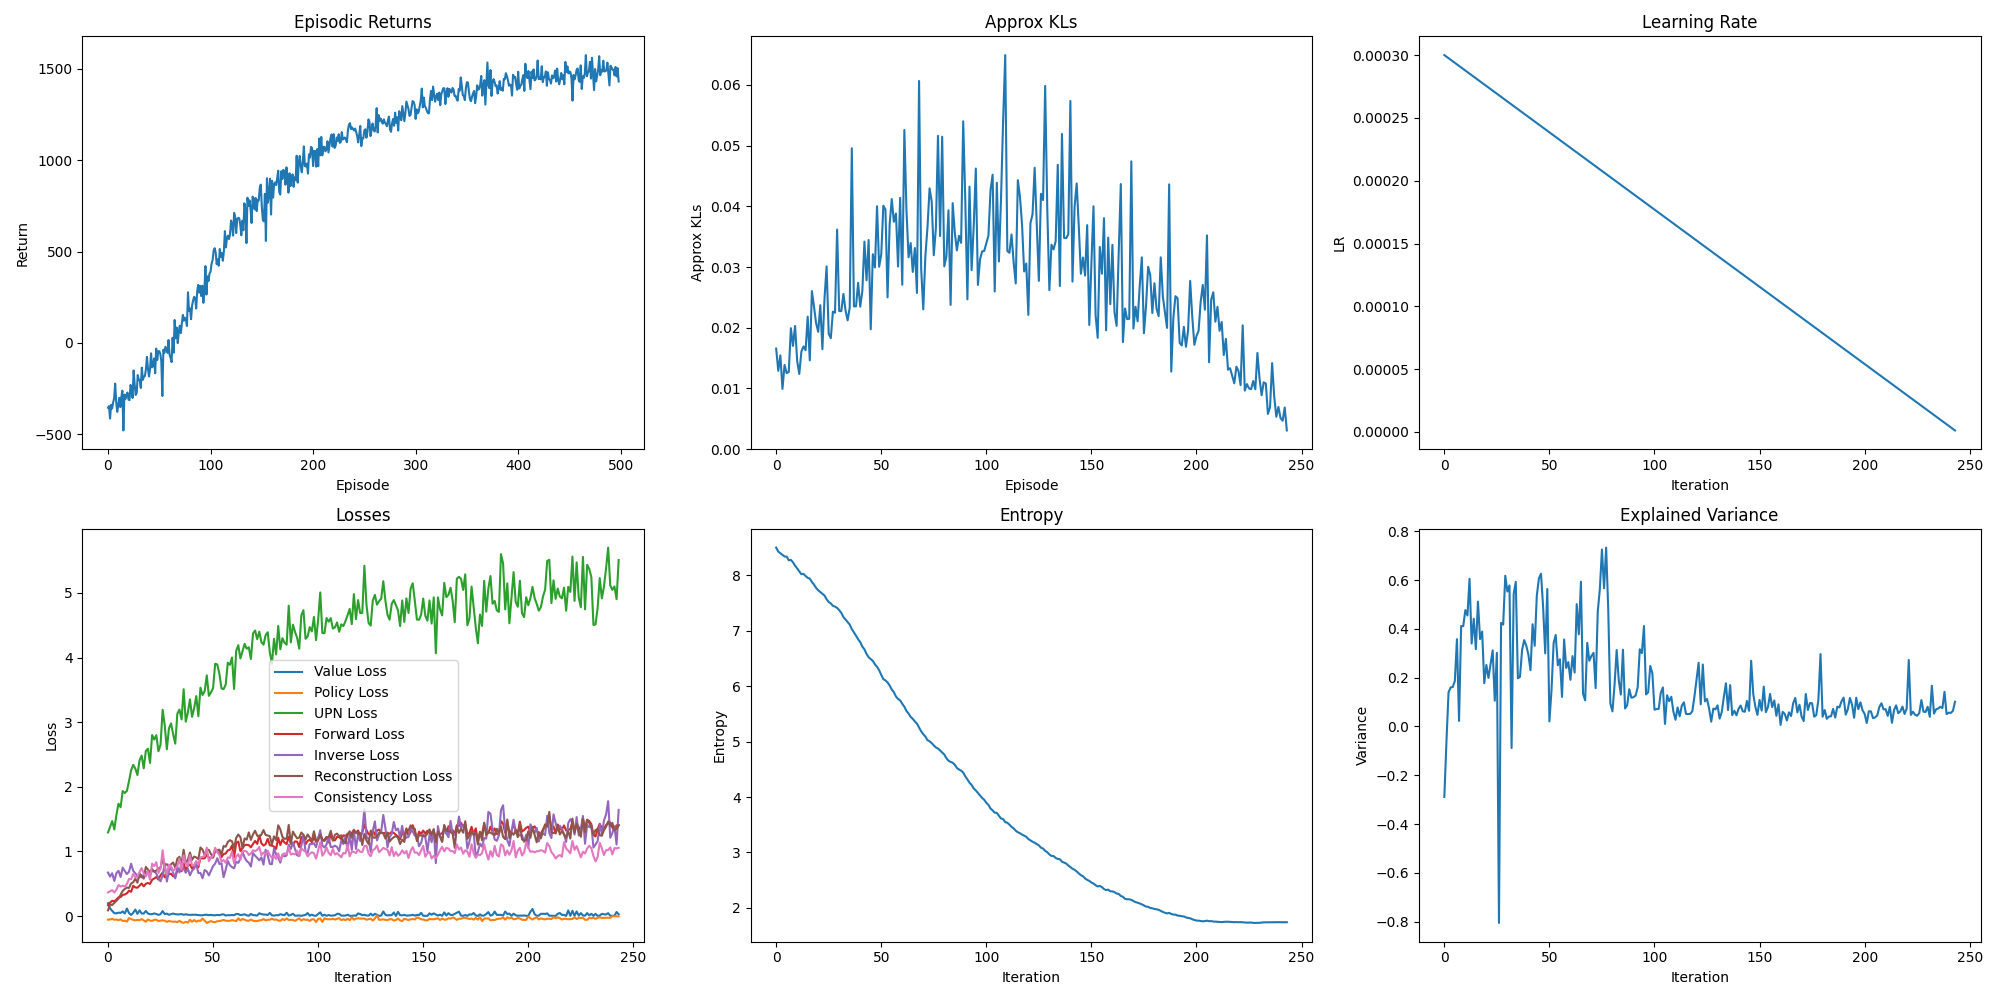 Episodic Returns
Return
1500
1000
500
0
−500
0 100 200 300 400 500
Episode
Approx KLs
Approx KLs
0.06
0.05
0.04
0.03
0.02
0.01
0.00
0 50 100 150 200 250
Episode
Learning Rate
LR
0.00030
0.00025
0.00020
0.00015
0.00010
0.00005
0.00000
0 50 100 150 200 250
Iteration
Losses
Loss
5
4
3
2
1
0
Value Loss
Policy Loss
UPN Loss
Forward Loss
Inverse Loss
Reconstruction Loss
Consistency Loss
0 50 100 150 200 250
Iteration
Entropy
Entropy
8
7
6
5
4
3
2
0 50 100 150 200 250
Iteration
Explained Variance
Variance
0.8
0.6
0.4
0.2
0.0
−0.2
−0.4
−0.6
−0.8
0 50 100 150 200 250
Iteration